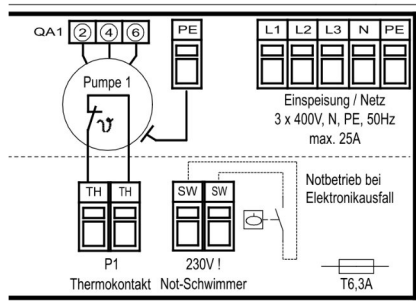 QA1 2 4 6 PE L1 L2 L3 N PE
Pumpe 1
ϑ
Einspeisung / Netz
3 x 400V, N, PE, 50Hz
max. 25A
TH TH SW SW
Notbetrieb bei
Elektronikausfall
P1 230V !
Thermokontakt Not-Schwimmer T6,3A